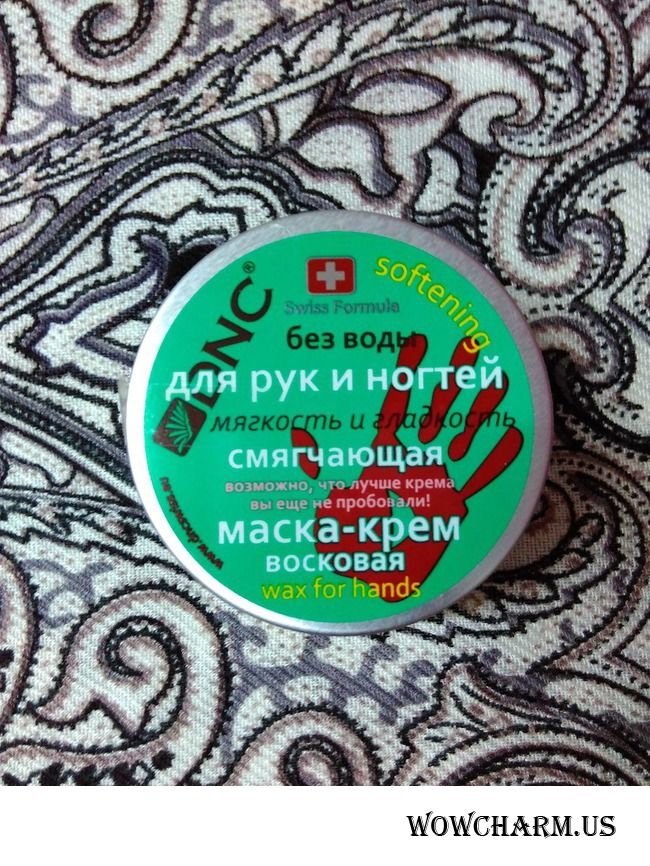 DNC®
Swiss Formula
softening
без воды
для рук и ногтей
мягкость и гладкость
смягчающая
возможно, что лучше крема
вы еще не пробовали!
маска-крем
восковая
wax for hands
WOWCHARM.US